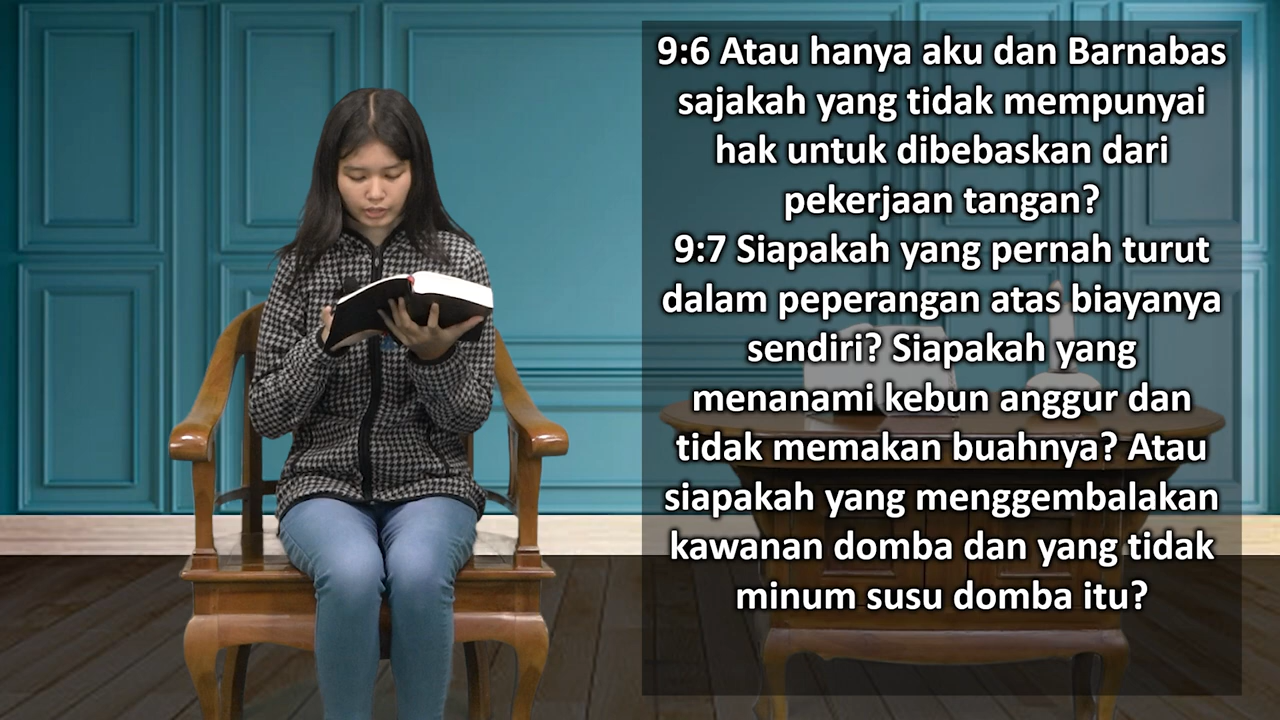 9:6 Atau hanya aku dan Barnabas
sajakah yang tidak mempunyai
hak untuk dibebaskan dari
pekerjaan tangan?
9:7 Siapakah yang pernah turut
dalam peperangan atas biayanya
sendiri? Siapakah yang
menanami kebun anggur dan
tidak memakan buahnya? Atau
siapakah yang menggembalakan
kawanan domba dan yang tidak
minum susu domba itu?